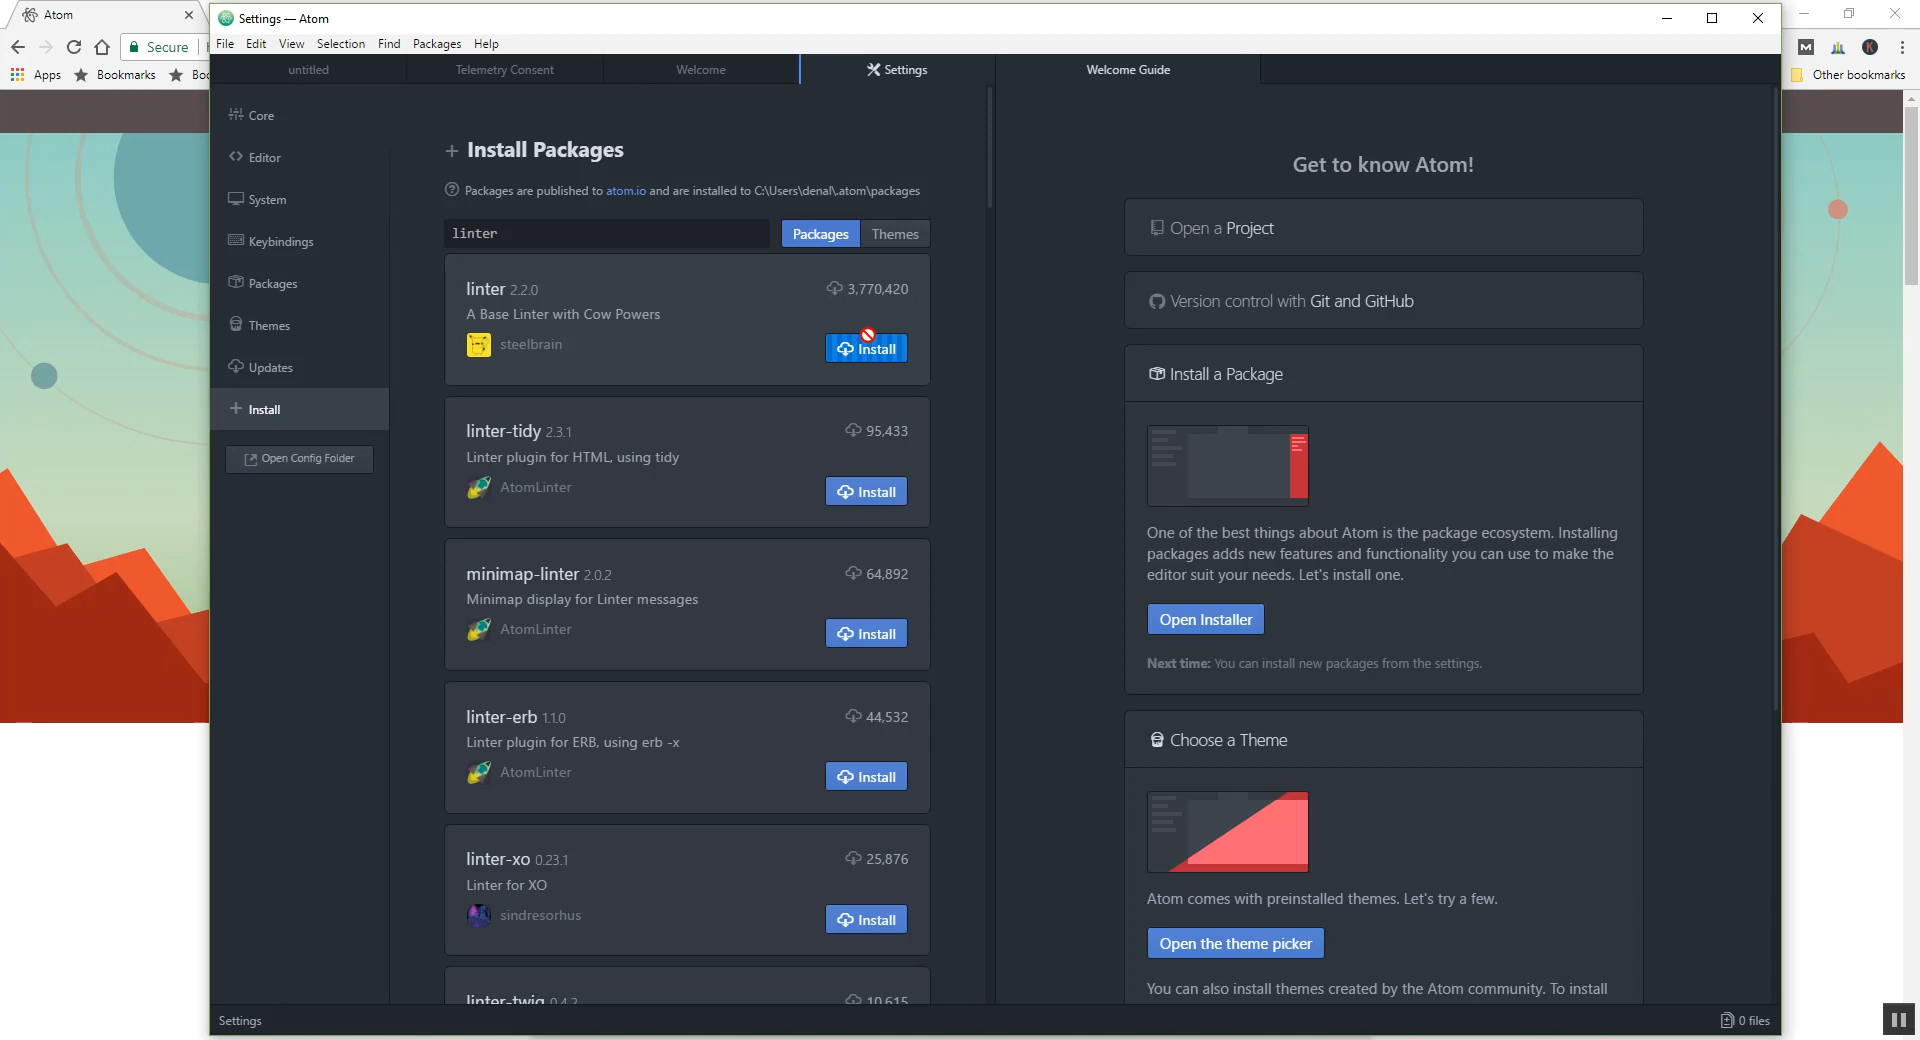 Atom
Secure
Apps
Bookmarks
Other bookmarks
Settings — Atom
File Edit View Selection Find Packages Help
untitled
Telemetry Consent
Welcome
Settings
Welcome Guide
Core
Editor
System
Keybindings
Packages
Themes
Updates
Install
Open Config Folder
Install Packages
Packages are published to atom.io and are installed to C:\Users\denal\.atom\packages
linter
Packages
Themes
linter 2.2.0
3,770,420
A Base Linter with Cow Powers
steelbrain
Install
linter-tidy 2.3.1
95,433
Linter plugin for HTML, using tidy
AtomLinter
Install
minimap-linter 2.0.2
64,892
Minimap display for Linter messages
AtomLinter
Install
linter-erb 1.1.0
44,532
Linter plugin for ERB, using erb -x
AtomLinter
Install
linter-xo 0.23.1
25,876
Linter for XO
sindresorhus
Install
linter-twig 0.4.2
10,615
Get to know Atom!
Open a Project
Version control with Git and GitHub
Install a Package
One of the best things about Atom is the package ecosystem. Installing
packages adds new features and functionality you can use to make the
editor suit your needs. Let's install one.
Open Installer
Next time: You can install new packages from the settings.
Choose a Theme
Atom comes with preinstalled themes. Let's try a few.
Open the theme picker
You can also install themes created by the Atom community. To install
Settings
0 files